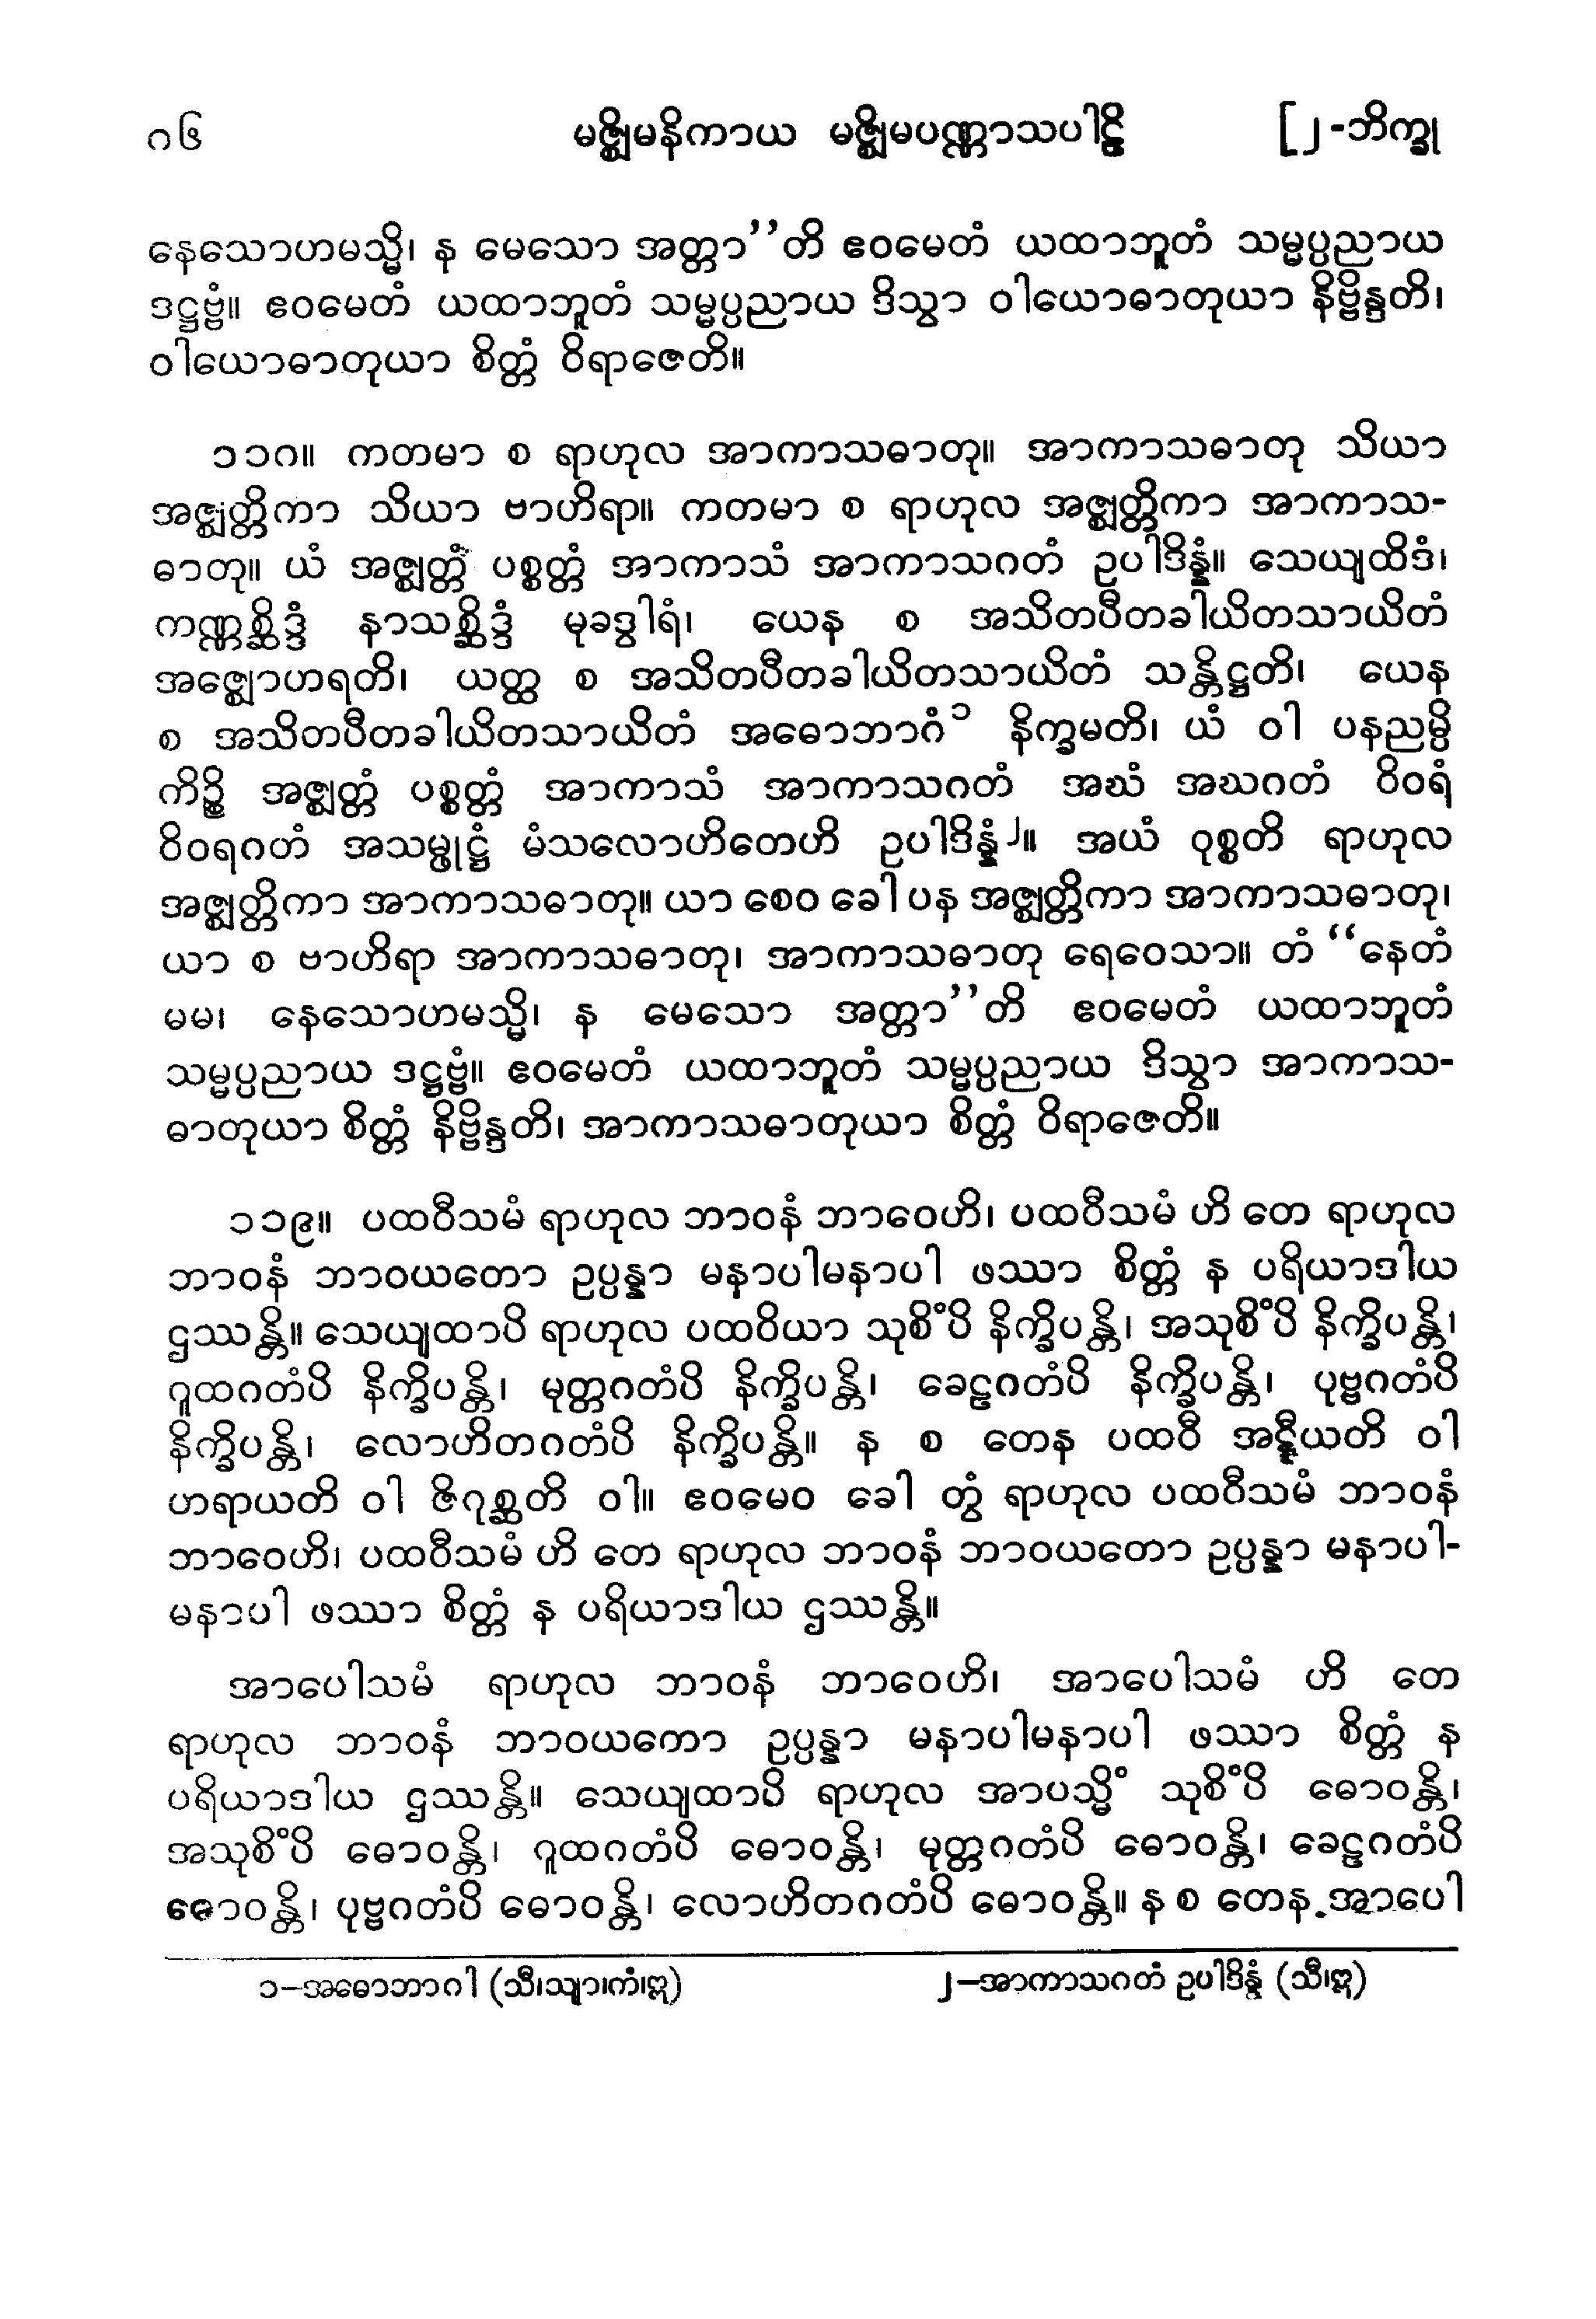 ၈၆ မဇ္ဈိမနိကာယ မဇ္ဈိမပဏ္ဏာသပါဠိ [၂-ဘိက္ခု
နေသောဟမသ္မိ၊ န မေသော အတ္တာ’’တိ ဧဝမေတံ ယထာဘူတံ သမ္မပ္ပညာယ
ဒဋ္ဌဗ္ဗံ။ ဧဝမေတံ ယထာဘူတံ သမ္မပ္ပညာယ ဒိသွာ ဝါယောဓာတုယာ နိဗ္ဗိန္ဒတိ၊
ဝါယောဓာတုယာ စိတ္တံ ဝိရာဇေတိ။
၁၁၈။ ကတမာ စ ရာဟုလ အာကာသဓာတု။ အာကာသဓာတု သိယာ
အဇ္ဈတ္တိကာ သိယာ ဗာဟိရာ။ ကတမာ စ ရာဟုလ အဇ္ဈတ္တိကာ အာကာသ-
ဓာတု။ ယံ အဇ္ဈတ္တံ ပစ္စတ္တံ အာကာသံ အာကာသဂတံ ဥပါဒိန္နံ။ သေယျထိဒံ၊
ကဏ္ဏစ္ဆိဒ္ဒံ နာသစ္ဆိဒ္ဒံ မုခဒွါရံ၊ ယေန စ အသိတပီတခါယိတသာယိတံ
အဇ္ဈောဟရတိ၊ ယတ္ထ စ အသိတပီတခါယိတသာယိတံ သန္တိဋ္ဌတိ၊ ယေန
စ အသိတပီတခါယိတသာယိတံ အဓောဘာဂံ ၁ နိက္ခမတိ၊ ယံ ဝါ ပနညမ္ပိ
ကိဉ္စိ အဇ္ဈတ္တံ ပစ္စတ္တံ အာကာသံ အာကာသဂတံ အဃံ အဃဂတံ ဝိဝရံ
ဝိဝရဂတံ အသမ္ဖုဋ္ဌံ မံသလောဟိတေဟိ ဥပါဒိန္နံ ၂။ အယံ ဝုစ္စတိ ရာဟုလ
အဇ္ဈတ္တိကာ အာကာသဓာတု။ ယာ စေဝ ခေါ ပန အဇ္ဈတ္တိကာ အာကာသဓာတု၊
ယာ စ ဗာဟိရာ အာကာသဓာတု၊ အာကာသဓာတု ရေဝေသာ။ တံ ‘‘နေတံ
မမ၊ နေသောဟမသ္မိ၊ န မေသော အတ္တာ’’တိ ဧဝမေတံ ယထာဘူတံ
သမ္မပ္ပညာယ ဒဋ္ဌဗ္ဗံ။ ဧဝမေတံ ယထာဘူတံ သမ္မပ္ပညာယ ဒိသွာ အာကာသ-
ဓာတုယာ စိတ္တံ နိဗ္ဗိန္ဒတိ၊ အာကာသဓာတုယာ စိတ္တံ ဝိရာဇေတိ။
၁၁၉။ ပထဝီသမံ ရာဟုလ ဘာဝနံ ဘာဝေဟိ၊ ပထဝီသမံ ဟိ တေ ရာဟုလ
ဘာဝနံ ဘာဝယတော ဥပ္ပန္နာ မနာပါမနာပါ ဖဿာ စိတ္တံ န ပရိယာဒါယ
ဌဿန္တိ။ သေယျထာပိ ရာဟုလ ပထဝိယာ သုစိံပိ နိက္ခိပန္တိ၊ အသုစိံပိ နိက္ခိပန္တိ၊
ဂူထဂတံပိ နိက္ခိပန္တိ၊ မုတ္တဂတံပိ နိက္ခိပန္တိ၊ ခေဠဂတံပိ နိက္ခိပန္တိ၊ ပုဗ္ဗဂတံပိ
နိက္ခိပန္တိ၊ လောဟိတဂတံပိ နိက္ခိပန္တိ။ န စ တေန ပထဝီ အဋ္ဋီယတိ ဝါ
ဟရာယတိ ဝါ ဇိဂုစ္ဆတိ ဝါ။ ဧဝမေဝ ခေါ တွံ ရာဟုလ ပထဝီသမံ ဘာဝနံ
ဘာဝေဟိ၊ ပထဝီသမံ ဟိ တေ ရာဟုလ ဘာဝနံ ဘာဝယတော ဥပ္ပန္နာ မနာပါ-
မနာပါ ဖဿာ စိတ္တံ န ပရိယာဒါယ ဌဿန္တိ။
အာပေါသမံ ရာဟုလ ဘာဝနံ ဘာဝေဟိ၊ အာပေါသမံ ဟိ တေ
ရာဟုလ ဘာဝနံ ဘာဝယကော ဥပ္ပန္နာ မနာပါမနာပါ ဖဿာ စိတ္တံ န
ပရိယာဒါယ ဌဿန္တိ။ သေယျထာပိ ရာဟုလ အာပသ္မိံ သုစိံပိ ဓောဝန္တိ၊
အသုစိံပိ ဓောဝန္တိ၊ ဂူထဂတံပိ ဓောဝန္တိ၊ မုတ္တဂတံပိ ဓောဝန္တိ၊ ခေဠဂတံပိ
ဓောဝန္တိ၊ ပုဗ္ဗဂတံပိ ဓောဝန္တိ၊ လောဟိတဂတံပိ ဓောဝန္တိ။ န စ တေန အာပေါ
၁–အဓောဘာဂါ (သီ၊သျာ၊ကံ၊ဣ) ၂–အာကာသဂတံ ဥပါဒိန္နံ (သီ၊ဣ)